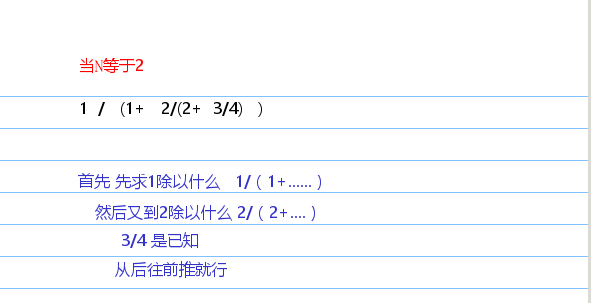 当N等于2
1 / (1+ 2/(2+ 3/4) )
首先 先求1除以什么 1/ ( 1+...... )
然后又到2除以什么 2/ ( 2+.... )
3/4 是已知
从后往前推就行